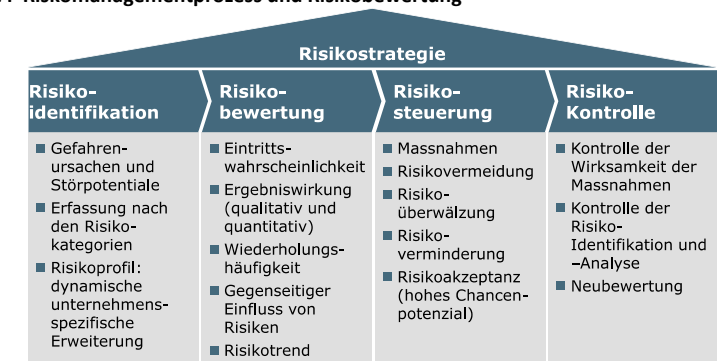 Riskomanagementprozess und Risikobewertung
Risikostrategie
Risiko-
identifikation
Gefahren-
ursachen und
Störpotentiale
Erfassung nach
den Risiko-
kategorien
Risikoprofil:
dynamische
unternehmens-
spezifische
Erweiterung
Risiko-
bewertung
Eintritts-
wahrscheinlichkeit
Ergebniswirkung
(qualitativ und
quantitativ)
Wiederholungs-
häufigkeit
Gegenseitiger
Einfluss von
Risiken
Risikotrend
Risiko-
steuerung
Massnahmen
Risikovermeidung
Risiko-
überwälzung
Risiko-
verminderung
Risikoakzeptanz
(hohes Chancen-
potenzial)
Risiko-
Kontrolle
Kontrolle der
Wirksamkeit der
Massnahmen
Kontrolle der
Risiko-
Identifikation und
–Analyse
Neubewertung